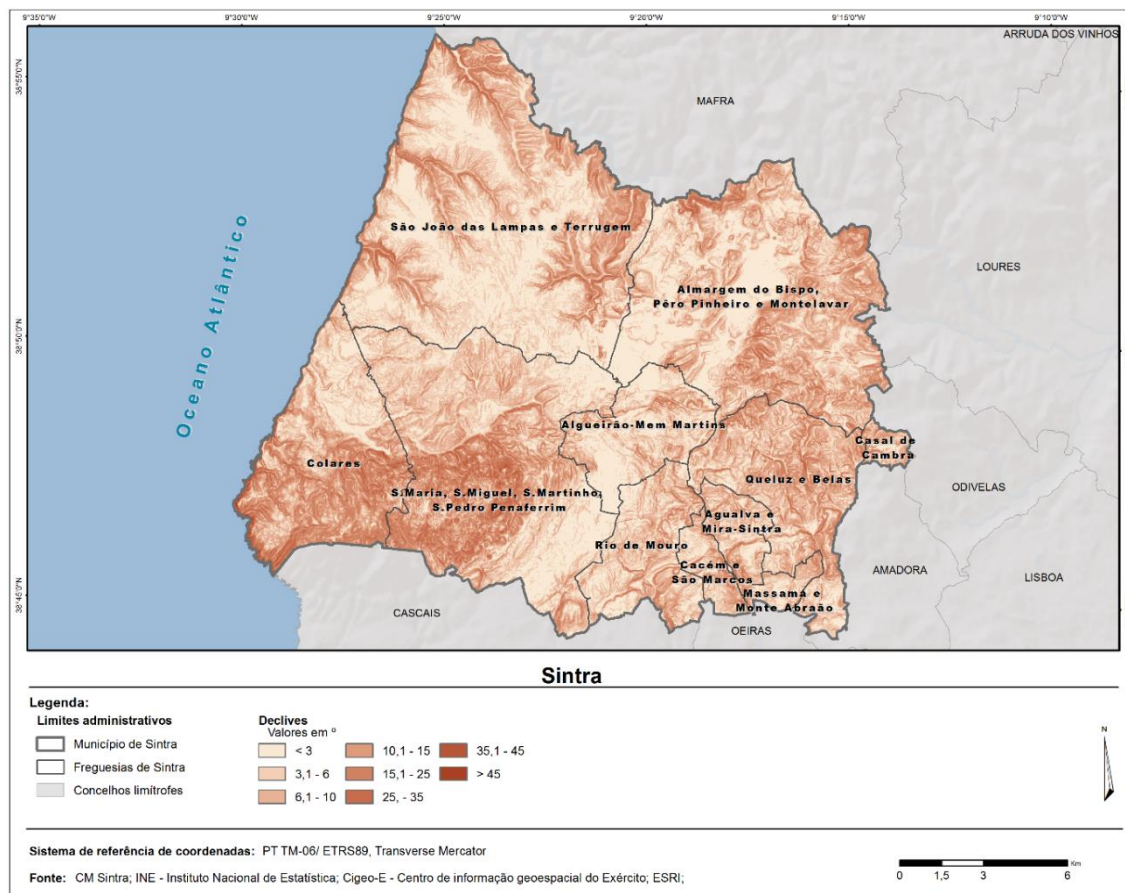 9°35'0"W
9°30'0"W
9°25'0"W
9°20'0"W
9°15'0"W
9°10'0"W
38°55'0"N
38°50'0"N
38°45'0"N
ARRUDA DOS VINHOS
MAFRA
São João das Lampas e Terrugem
LOURES
Almargem do Bispo,
Pêro Pinheiro e Montelavar
Oceano Atlântico
Algueirão-Mem Martins
Casal de
Cambra
Colares
Queluz e Belas
ODIVELAS
S.Maria, S.Miguel, S.Martinho,
S.Pedro Penaferrim
Agualva e
Mira-Sintra
Rio de Mouro
Cacém e
São Marcos
AMADORA
LISBOA
Massamá e
Monte Abraão
CASCAIS
OEIRAS
Sintra
Legenda:
Limites administrativos
Município de Sintra
Freguesias de Sintra
Concelhos limítrofes
Declives
Valores em º
< 3
3,1 - 6
6,1 - 10
10,1 - 15
15,1 - 25
25, - 35
35,1 - 45
> 45
N
Sistema de referência de coordenadas: PT TM-06/ ETRS89, Transverse Mercator
Fonte: CM Sintra; INE - Instituto Nacional de Estatística; Cigeo-E - Centro de informação geoespacial do Exército; ESRI;
Km
0 1,5 3 6